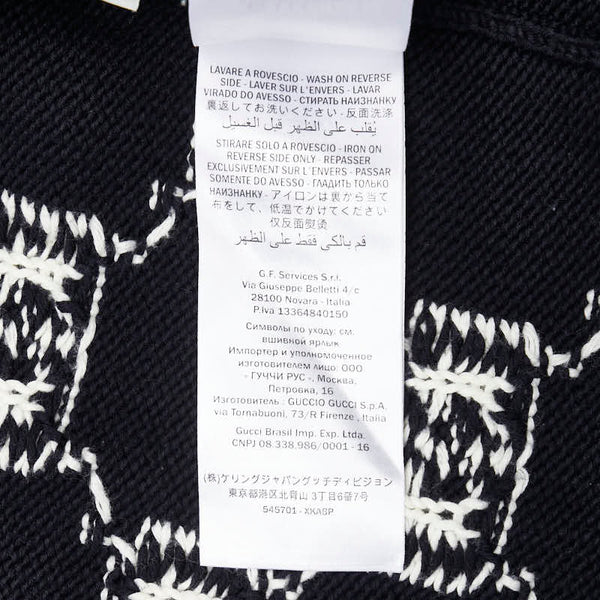 LAVARE A ROVESCIO - WASH ON REVERSE
SIDE - LAVER SUR L'ENVERS - LAVAR
VIRADO DO AVESSO - СТИРАТЬ НАИЗНАНКУ
裏返してお洗いください - 反面洗涤
يُقلب على الظهر قبل الغسيل
STIRARE SOLO A ROVESCIO - IRON ON
REVERSE SIDE ONLY - REPASSER
EXCLUSIVEMENT SUR L'ENVERS - PASSAR
SOMENTE DO AVESSO - ГЛАДИТЬ ТОЛЬКО
НАИЗНАНКУ - アイロンは裏から当て
布をして、低温でかけてください
仅反面熨烫
قم بالكي فقط على الظهر
G.F. Services S.r.l.
Via Giuseppe Belletti 4/c
28100 Novara - Italia
P.Iva 13364840150
Символы по уходу: см.
вшивной ярлык
Импортер и уполномоченное
изготовителем лицо: ООО
- "ГУЧЧИ РУС" - Москва,
Петровка, 16
Изготовитель : GUCCIO GUCCI S.p.A.
via Tornabuoni, 73/R Firenze , Italia
Gucci Brasil Imp. Exp. Ltda.
CNPJ 08.338.986/0001 - 16
(株)ケリングジャパングッチディビジョン
東京都港区北青山 3丁目6番7号
545701 - XKASP